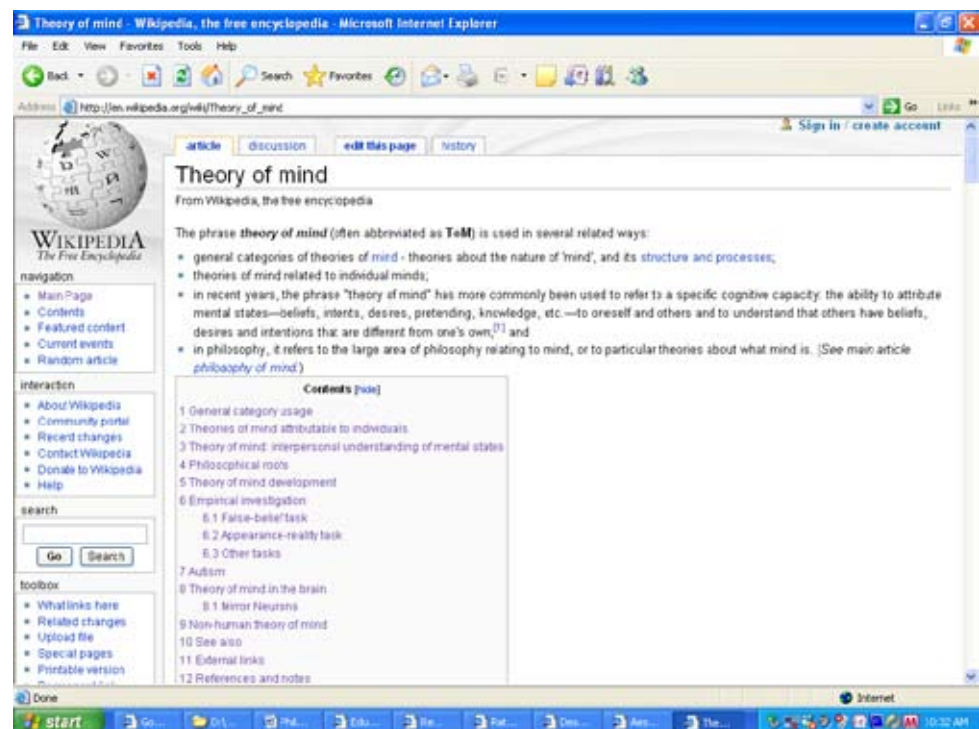 Theory of mind - Wikipedia, the free encyclopedia - Microsoft Internet Explorer
File Edit View Favorites Tools Help
Back Search Favorites
Address http://en.wikipedia.org/wiki/Theory_of_mind Go Links
Sign in / create account
article discussion edit this page history
Theory of mind
From Wikipedia, the free encyclopedia
The phrase theory of mind (often abbreviated as ToM) is used in several related ways:
general categories of theories of mind - theories about the nature of 'mind', and its structure and processes;
theories of mind related to individual minds;
in recent years, the phrase "theory of mind" has more commonly been used to refer to a specific cognitive capacity: the ability to attribute
mental states—beliefs, intents, desires, pretending, knowledge, etc.—to oneself and others and to understand that others have beliefs,
desires and intentions that are different from one's own,[1] and
in philosophy, it refers to the large area of philosophy relating to mind, or to particular theories about what mind is. (See main article
philosophy of mind.)
Contents [hide]
1 General category usage
2 Theories of mind attributable to individuals
3 Theory of mind: interpersonal understanding of mental states
4 Philosophical roots
5 Theory of mind development
6 Empirical investigation
6.1 False-belief task
6.2 Appearance-reality task
6.3 Other tasks
7 Autism
8 Theory of mind in the brain
8.1 Mirror Neurons
9 Non-human theory of mind
10 See also
11 External links
12 References and notes
WIKIPEDIA
The Free Encyclopedia
navigation
Main Page
Contents
Featured content
Current events
Random article
interaction
About Wikipedia
Community portal
Recent changes
Contact Wikipedia
Donate to Wikipedia
Help
search
Go Search
toolbox
What links here
Related changes
Upload file
Special pages
Printable version
Done Internet
start Go... D:\... Phil... Edu... Re... Pat... Des... Aes... The... 10:32 AM